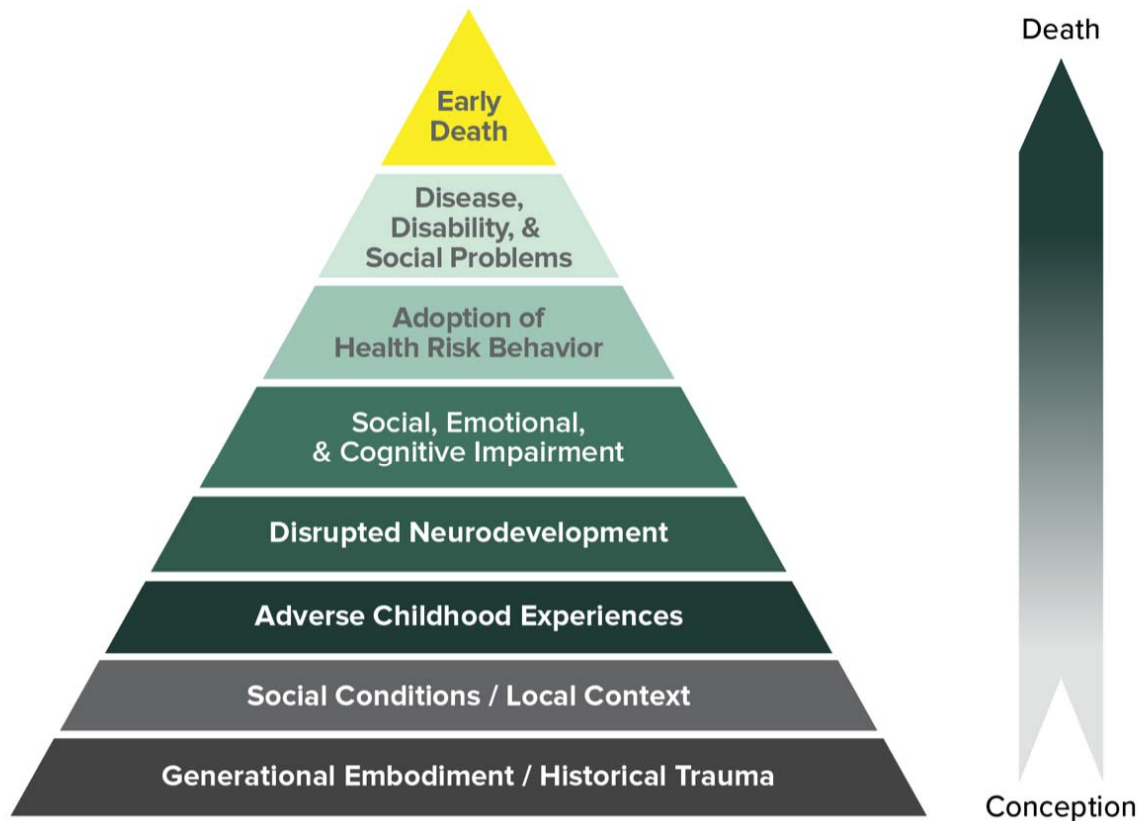 Death
Early
Death
Disease,
Disability, &
Social Problems
Adoption of
Health Risk Behavior
Social, Emotional,
& Cognitive Impairment
Disrupted Neurodevelopment
Adverse Childhood Experiences
Social Conditions / Local Context
Generational Embodiment / Historical Trauma
Conception